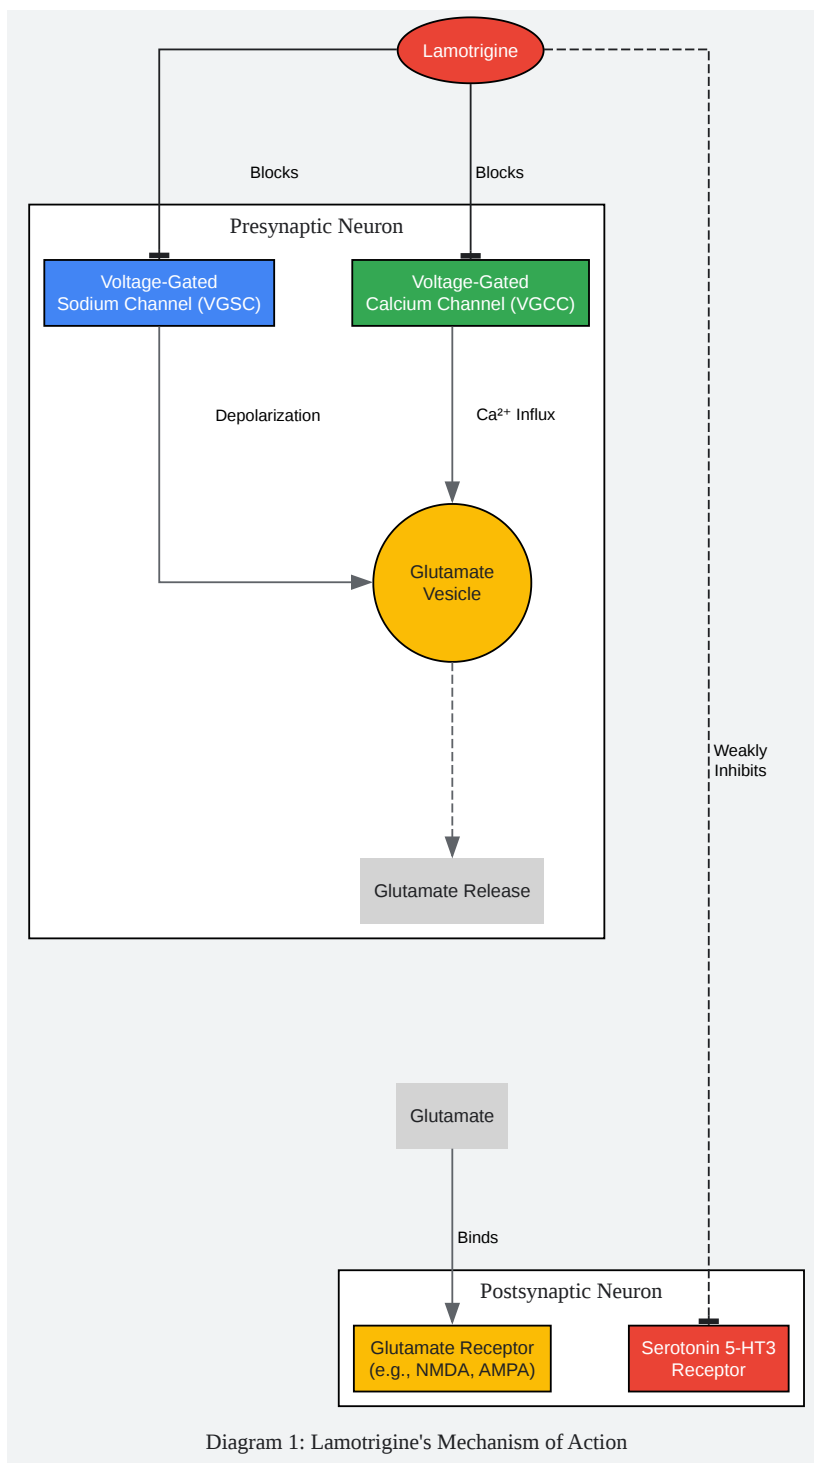 Lamotrigine
Blocks
Blocks
Presynaptic Neuron
Voltage-Gated
Sodium Channel (VGSC)
Voltage-Gated
Calcium Channel (VGCC)
Depolarization
Ca²⁺ Influx
Glutamate
Vesicle
Weakly
Inhibits
Glutamate Release
Glutamate
Binds
Postsynaptic Neuron
Glutamate Receptor
(e.g., NMDA, AMPA)
Serotonin 5-HT3
Receptor
Diagram 1: Lamotrigine's Mechanism of Action